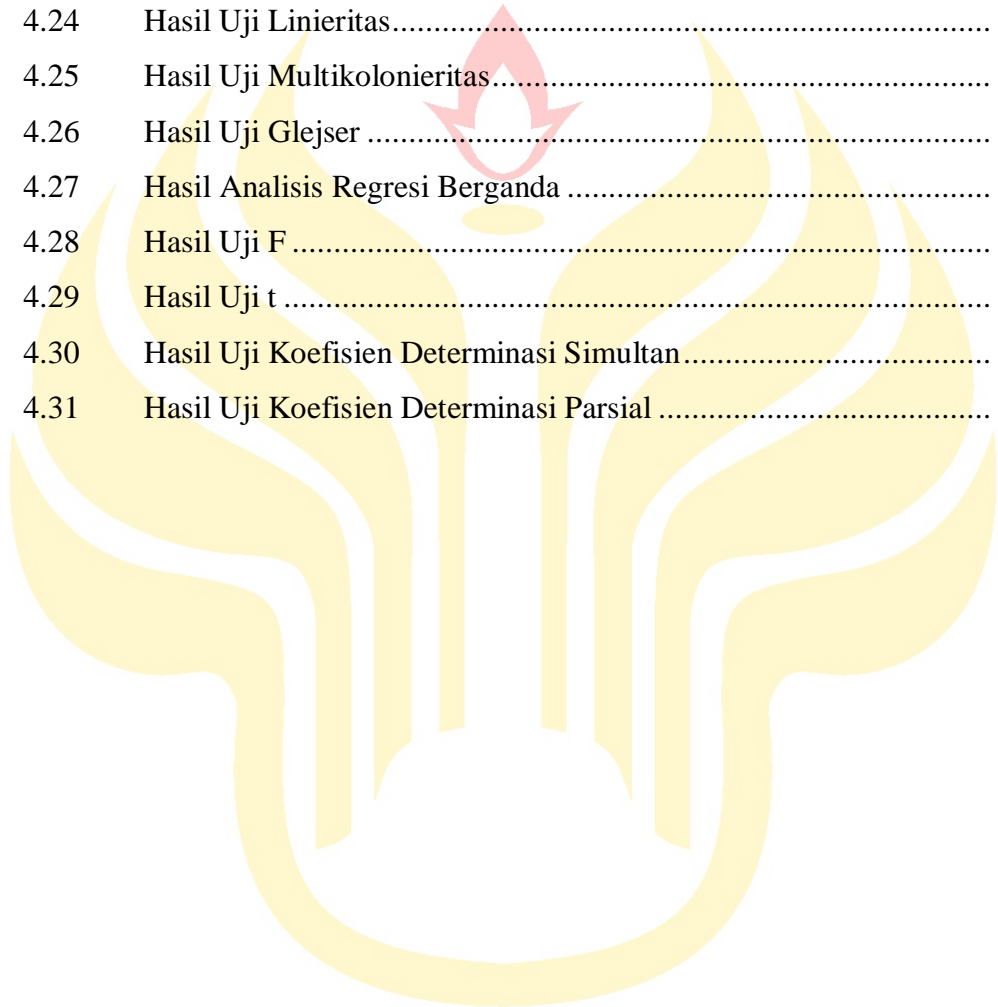 4.24 Hasil Uji Linieritas.......................................................................................
4.25 Hasil Uji Multikolonieritas........................................................................
4.26 Hasil Uji Glejser ..........................................................................................
4.27 Hasil Analisis Regresi Berganda ..............................................................
4.28 Hasil Uji F ....................................................................................................
4.29 Hasil Uji t .....................................................................................................
4.30 Hasil Uji Koefisien Determinasi Simultan.............................................
4.31 Hasil Uji Koefisien Determinasi Parsial ................................................